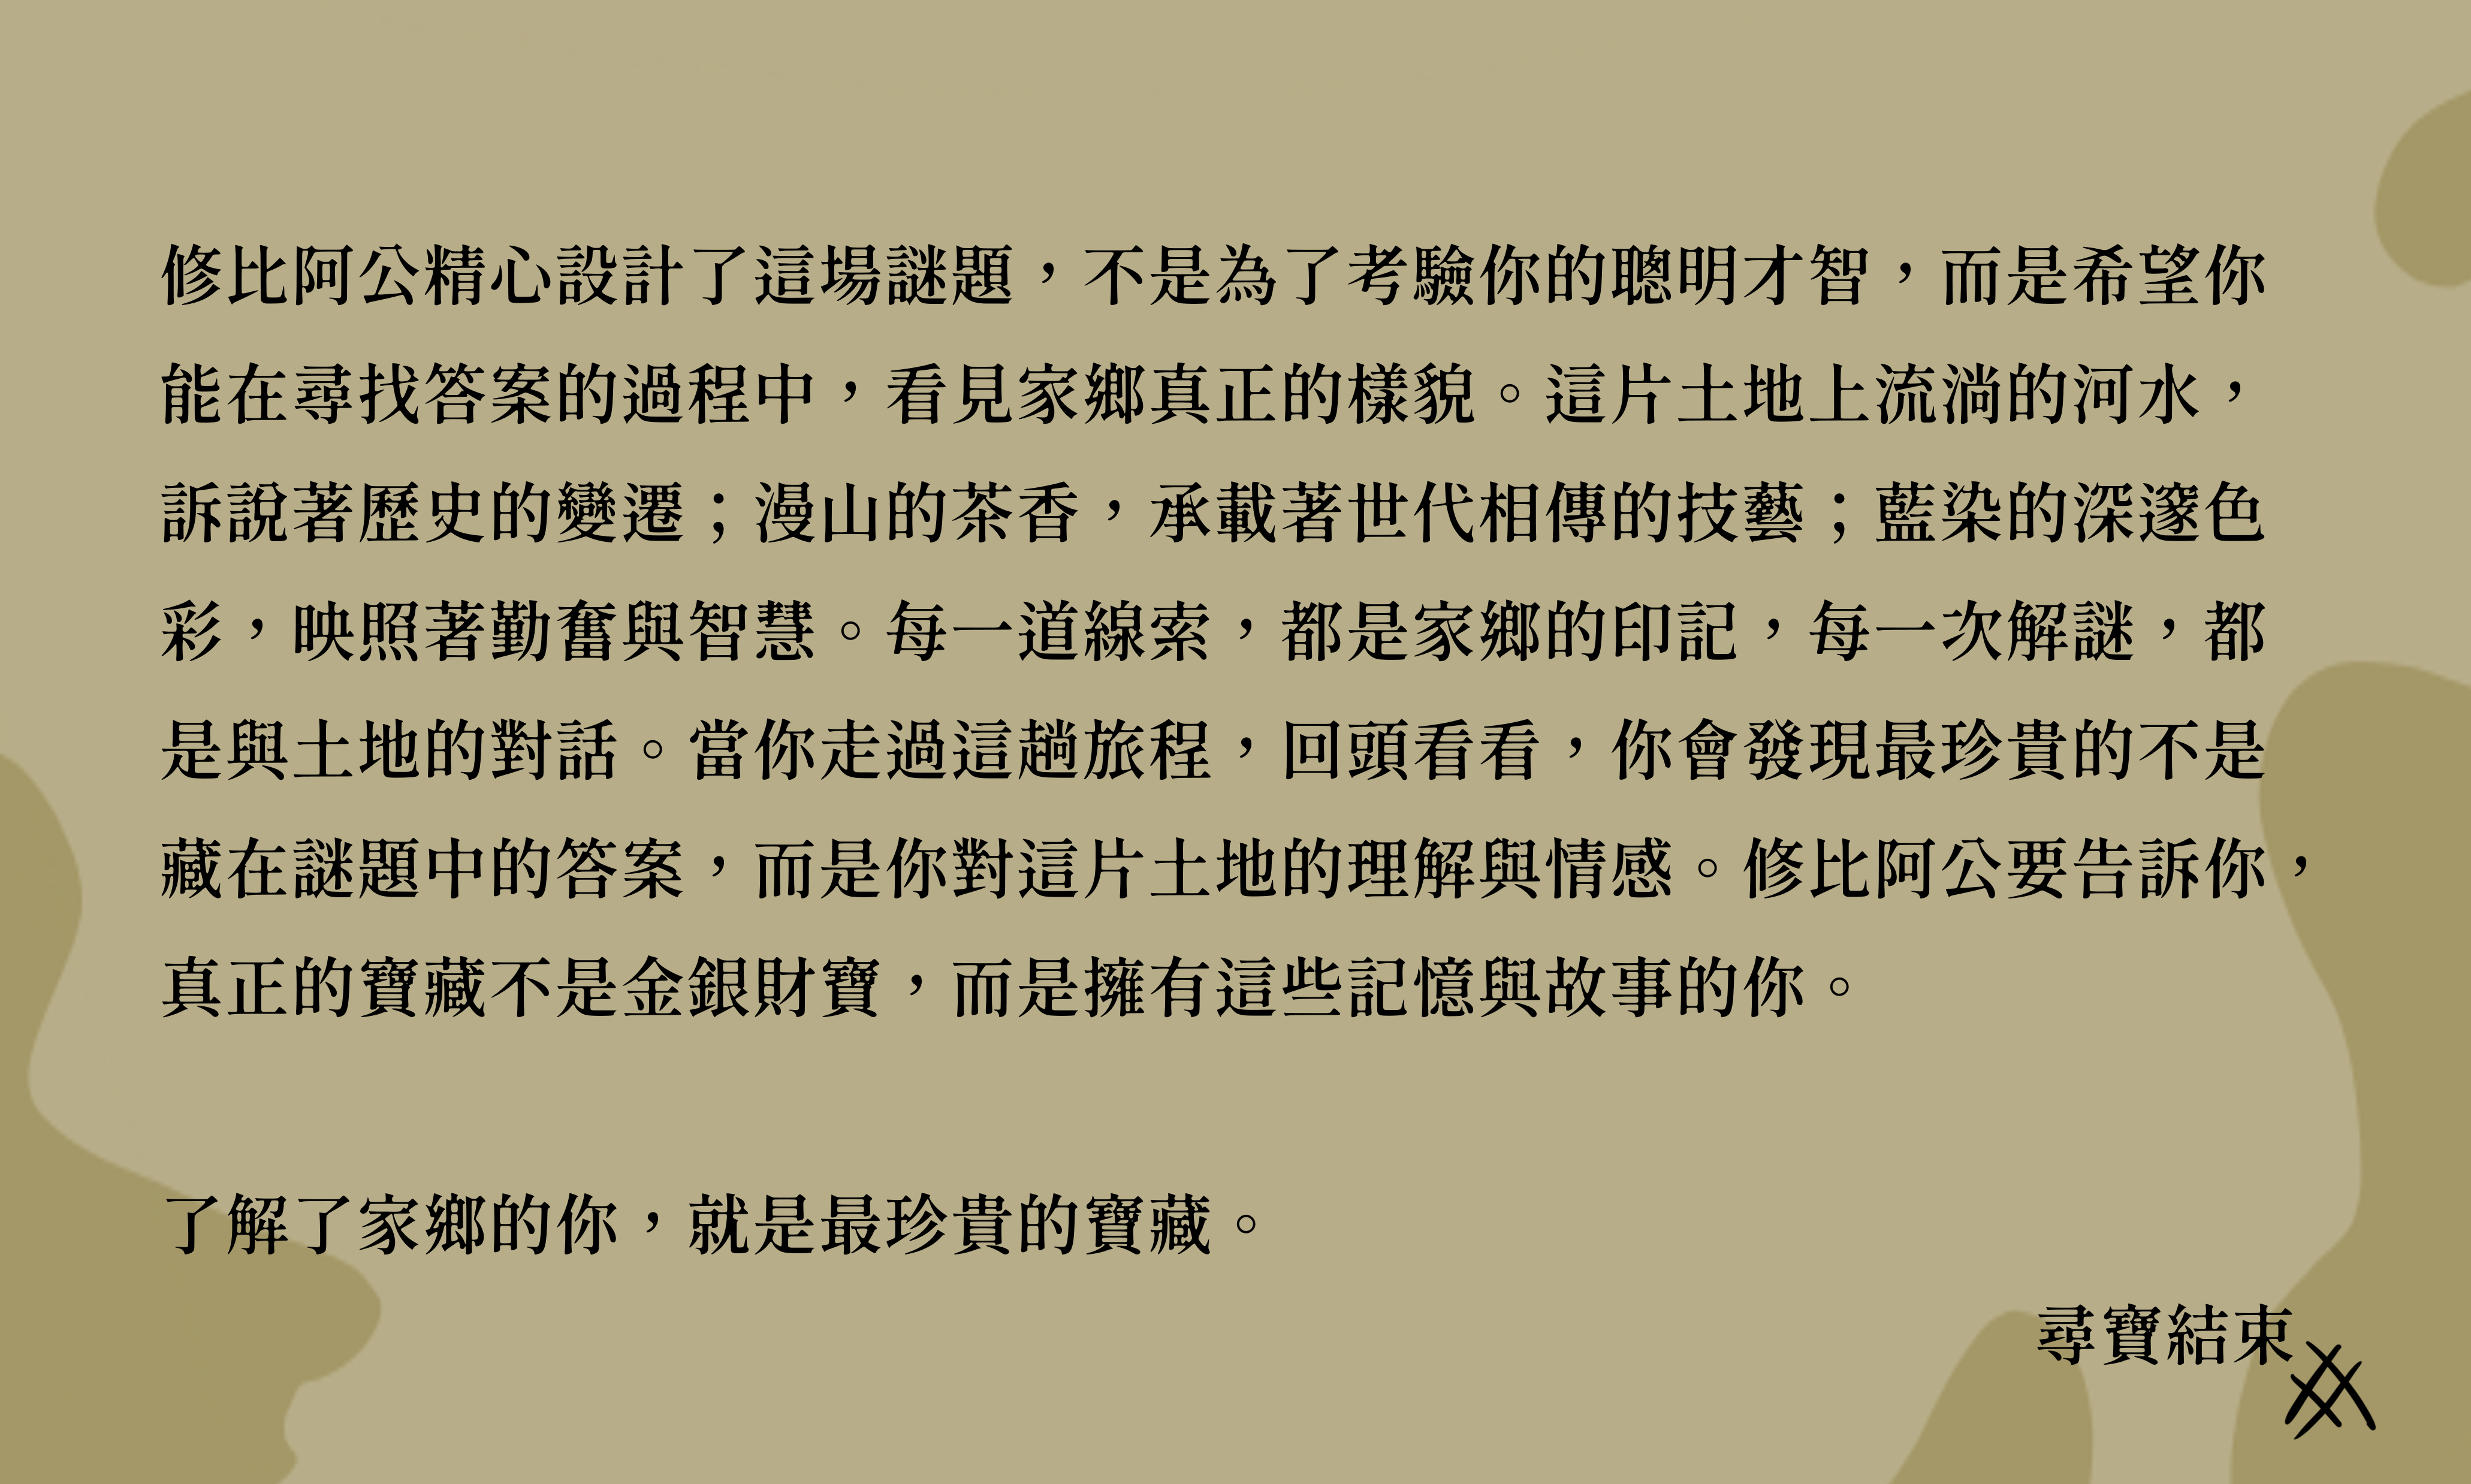 修比阿公精心設計了這場謎題，不是為了考驗你的聰明才智，而是希望你
能在尋找答案的過程中，看見家鄉真正的樣貌。這片土地上流淌的河水，
訴說著歷史的變遷；漫山的茶香，承載著世代相傳的技藝；藍染的深邃色
彩，映照著勤奮與智慧。每一道線索，都是家鄉的印記，每一次解謎，都
是與土地的對話。當你走過這趟旅程，回頭看看，你會發現最珍貴的不是
藏在謎題中的答案，而是你對這片土地的理解與情感。修比阿公要告訴你，
真正的寶藏不是金銀財寶，而是擁有這些記憶與故事的你。
了解了家鄉的你，就是最珍貴的寶藏。
尋寶結束